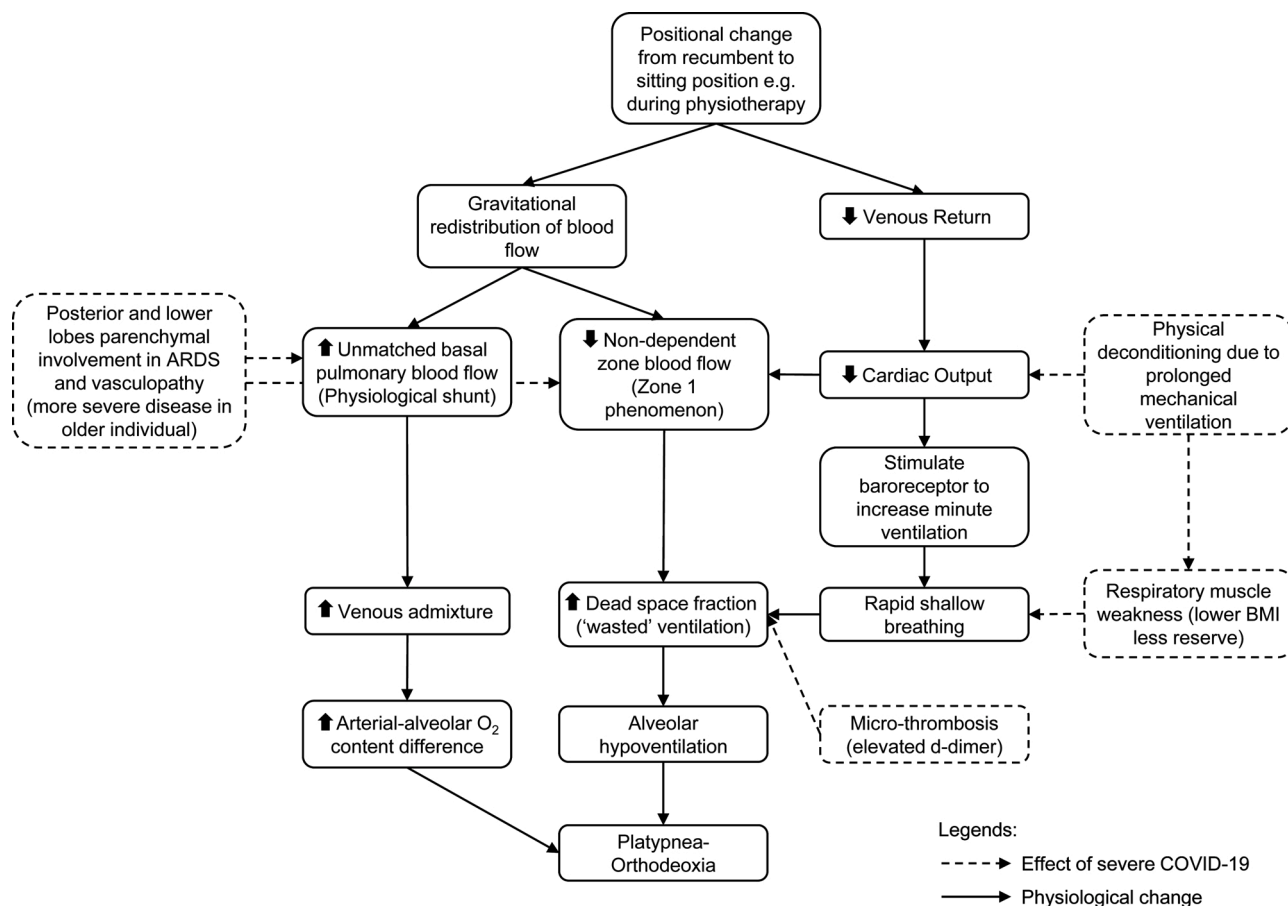 Positional change
from recumbent to
sitting position e.g.
during physiotherapy
Gravitational
redistribution of blood
flow
⬇ Venous Return
Posterior and lower
lobes parenchymal
involvement in ARDS
and vasculopathy
(more severe disease in
older individual)
⬆ Unmatched basal
pulmonary blood flow
(Physiological shunt)
⬇ Non-dependent
zone blood flow
(Zone 1
phenomenon)
⬇ Cardiac Output
Physical
deconditioning due to
prolonged
mechanical
ventilation
Stimulate
baroreceptor to
increase minute
ventilation
⬆ Venous admixture
⬆ Dead space fraction
(‘wasted’ ventilation)
Rapid shallow
breathing
Respiratory muscle
weakness (lower BMI
less reserve)
⬆ Arterial-alveolar O₂
content difference
Alveolar
hypoventilation
Micro-thrombosis
(elevated d-dimer)
Platypnea-
Orthodeoxia
Legends:
Effect of severe COVID-19
Physiological change